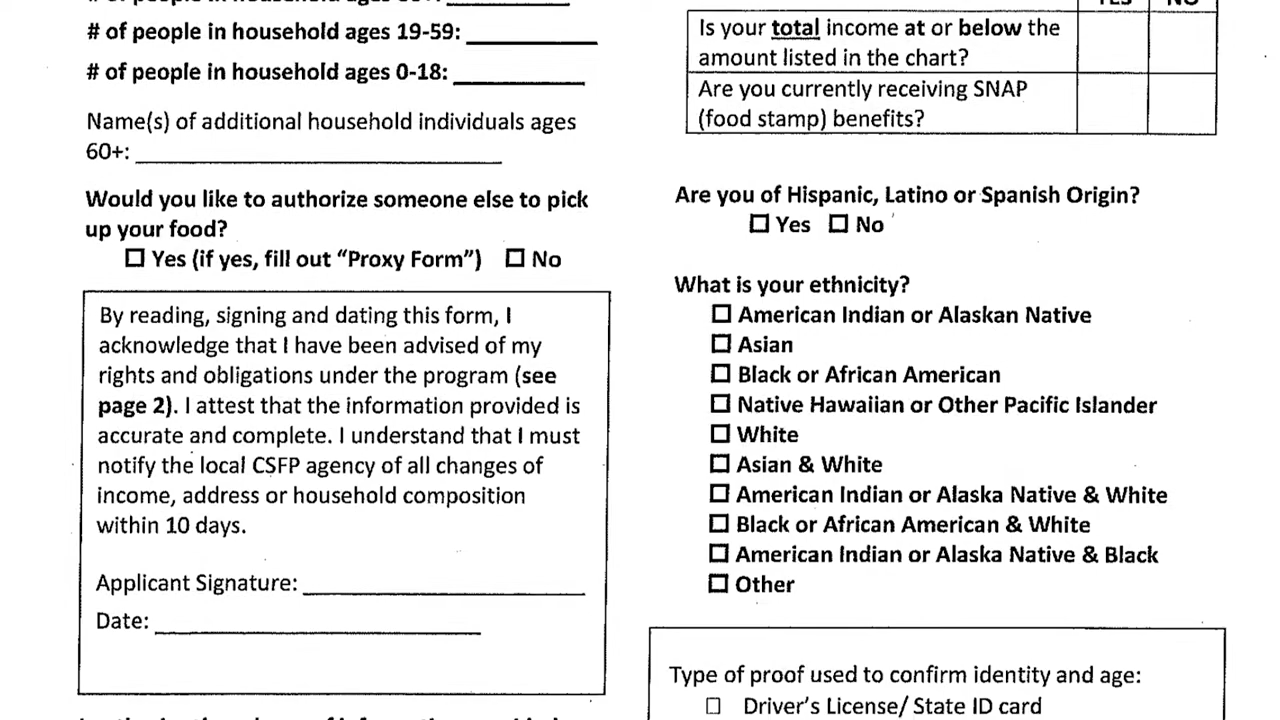 # of people in household ages
# of people in household ages 19-59:
# of people in household ages 0-18:
Name(s) of additional household individuals ages
60+:
Would you like to authorize someone else to pick
up your food?
☐ Yes (if yes, fill out “Proxy Form”) ☐ No
By reading, signing and dating this form, I
acknowledge that I have been advised of my
rights and obligations under the program (see
page 2). I attest that the information provided is
accurate and complete. I understand that I must
notify the local CSFP agency of all changes of
income, address or household composition
within 10 days.
Applicant Signature:
Date:
YES NO
Is your total income at or below the
amount listed in the chart?
Are you currently receiving SNAP
(food stamp) benefits?
Are you of Hispanic, Latino or Spanish Origin?
☐ Yes ☐ No
What is your ethnicity?
☐ American Indian or Alaskan Native
☐ Asian
☐ Black or African American
☐ Native Hawaiian or Other Pacific Islander
☐ White
☐ Asian & White
☐ American Indian or Alaska Native & White
☐ Black or African American & White
☐ American Indian or Alaska Native & Black
☐ Other
Type of proof used to confirm identity and age:
☐ Driver’s License/ State ID card